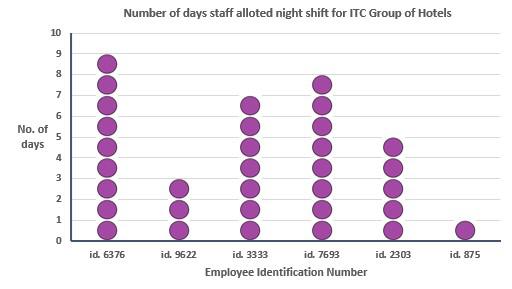 Number of days staff alloted night shift for ITC Group of Hotels
10
9
8
7
6
5
4
3
2
1
0
No. of
days
id. 6376 id. 9622 id. 3333 id. 7693 id. 2303 id. 875
Employee Identification Number